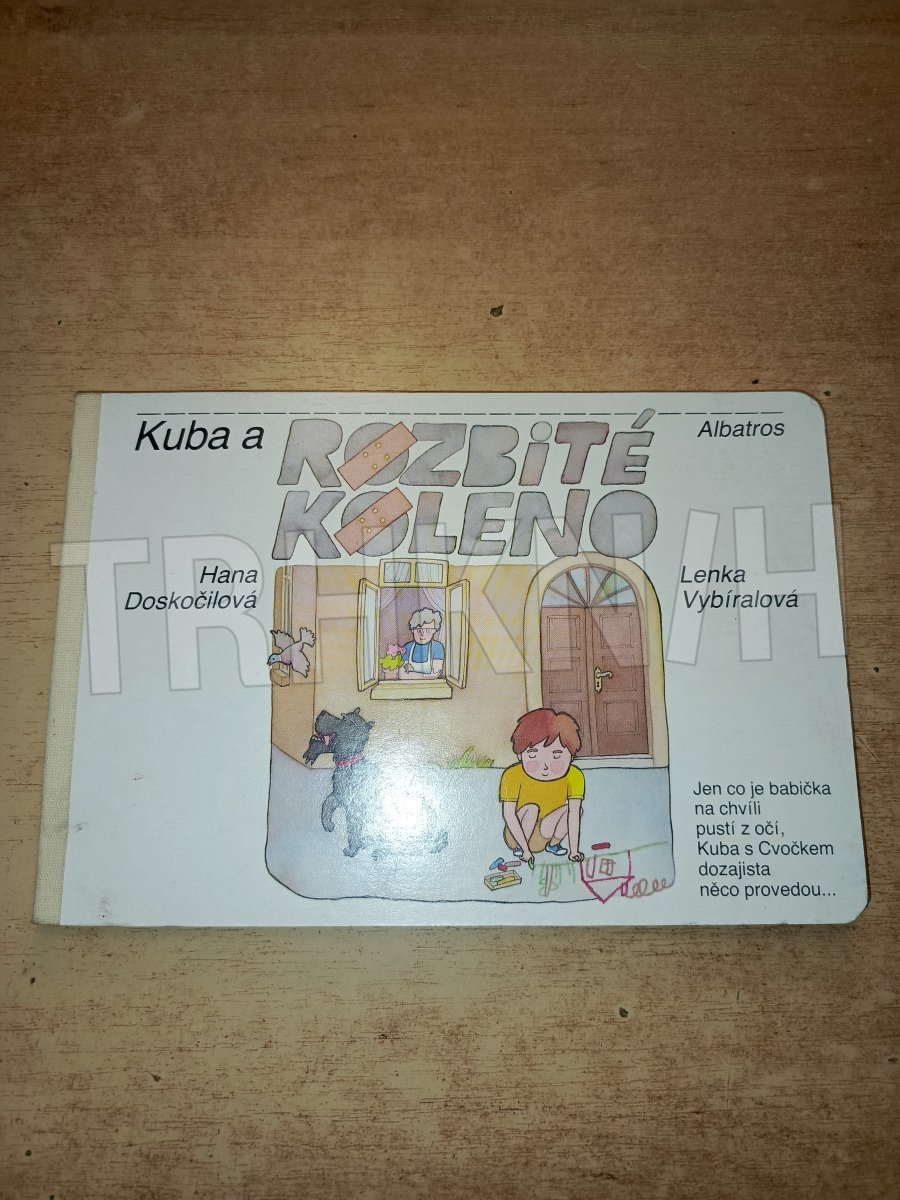 Kuba a ROZBITÉ
KOLENO
Albatros
Hana
Doskočilová
Lenka
Vybíralová
Jen co je babička
na chvíli
pustí z očí,
Kuba s Cvočkem
dozajista
něco provedou...